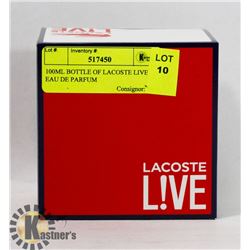 Lot #:
Inventory #:
517450
LOT
10
100ML BOTTLE OF LACOSTE LIVE
EAU DE PARFUM
Consignor:
LACOSTE
L!VE
Kastner's